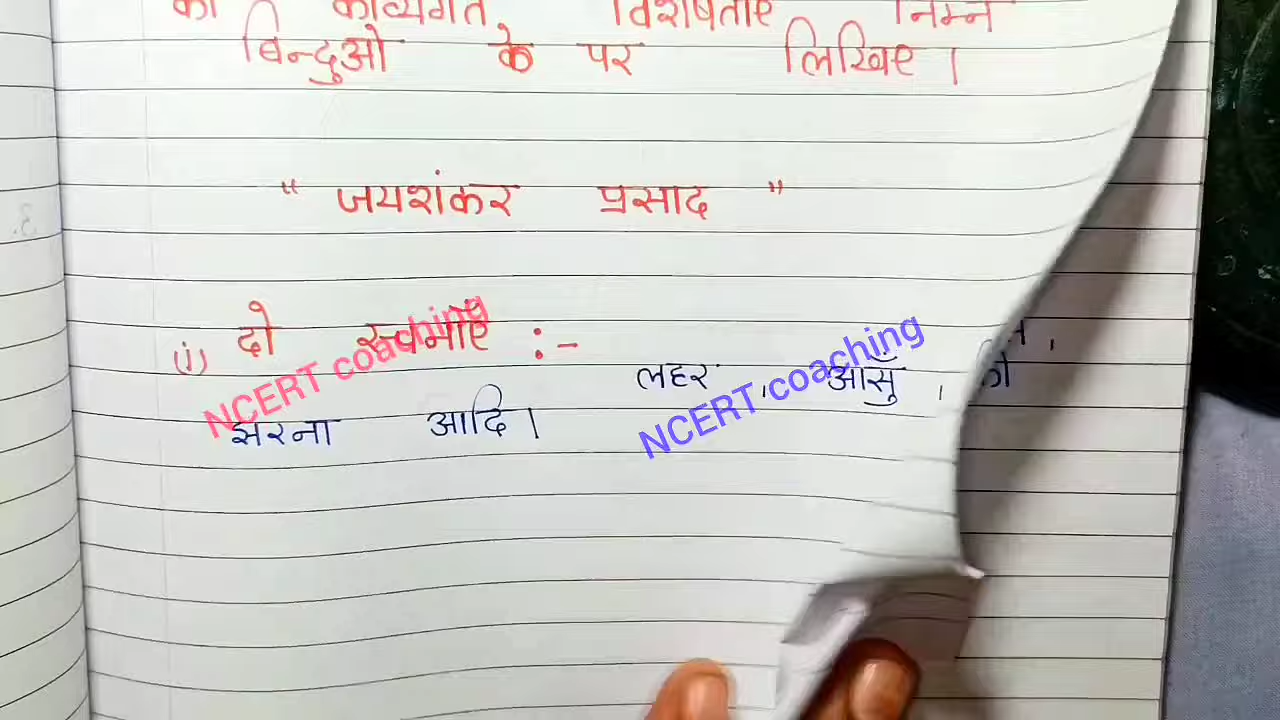 की काव्यगत विशेषताएँ निम्न
बिन्दुओ के पर लिखिए।
" जयशंकर प्रसाद "
(i) दो रचनाएँ :-
लहर , आँसु ,
झरना आदि।
NCERT coaching
NCERT coaching